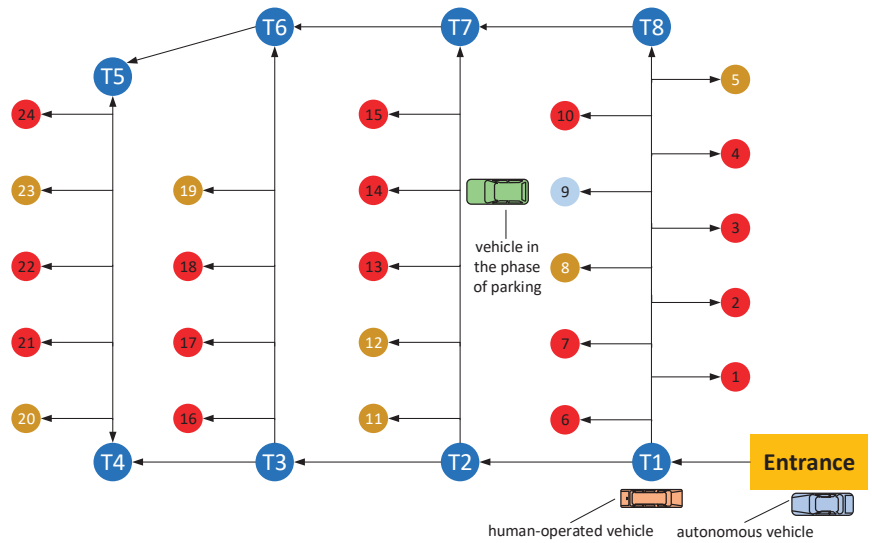 T6
T7
T8
T5
5
24
15
10
4
23
19
14
9
3
vehicle in
the phase
of parking
22
18
13
8
2
21
17
12
7
1
20
16
11
6
T4
T3
T2
T1
Entrance
human-operated vehicle
autonomous vehicle